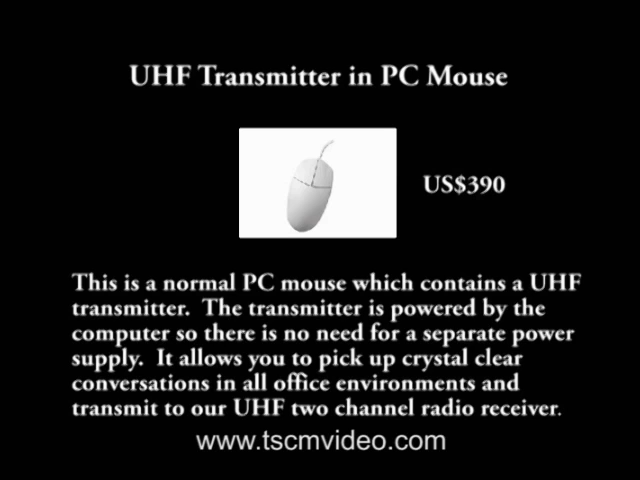 UHF Transmitter in PC Mouse
US$390
This is a normal PC mouse which contains a UHF
transmitter.  The transmitter is powered by the
computer so there is no need for a separate power
supply.  It allows you to pick up crystal clear
conversations in all office environments and
transmit to our UHF two channel radio receiver.
www.tscmvideo.com